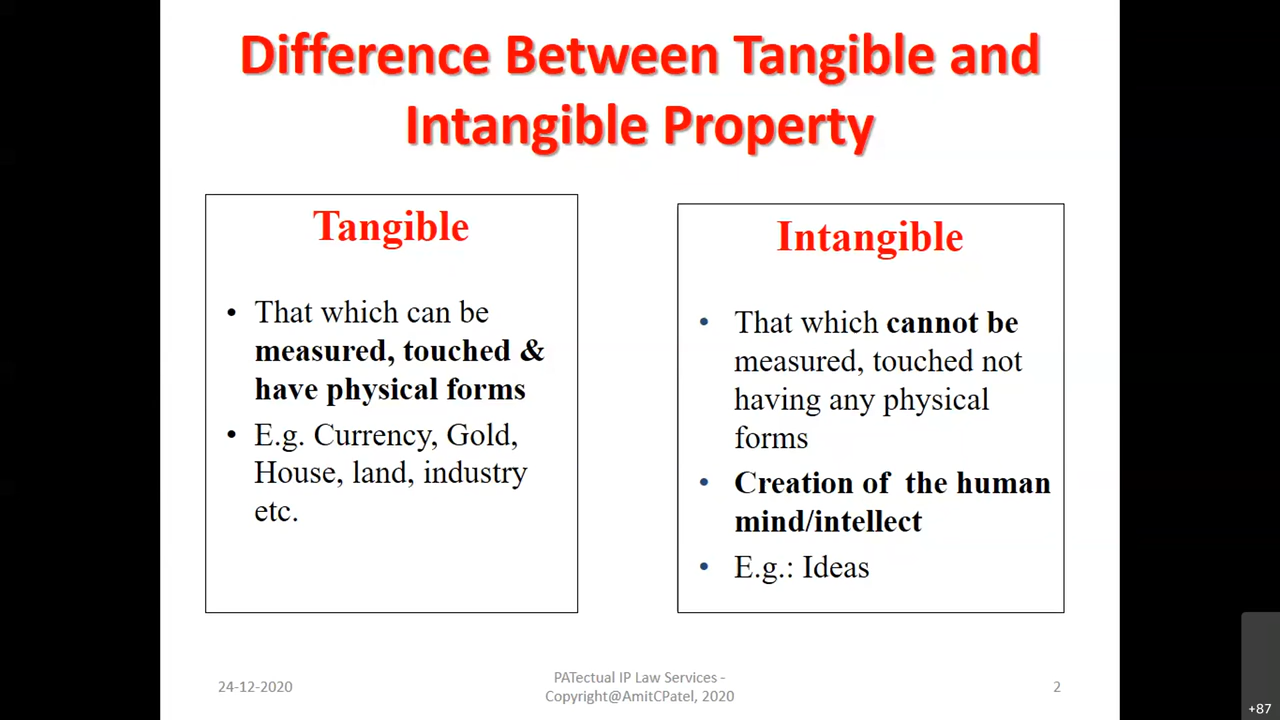 Difference Between Tangible and
Intangible Property
Tangible
• That which can be
measured, touched &
have physical forms
• E.g. Currency, Gold,
House, land, industry
etc.
Intangible
• That which cannot be
measured, touched not
having any physical
forms
• Creation of  the human
mind/intellect
• E.g.: Ideas
24-12-2020
PATectual IP Law Services -
Copyright@AmitCPatel, 2020
2
+87